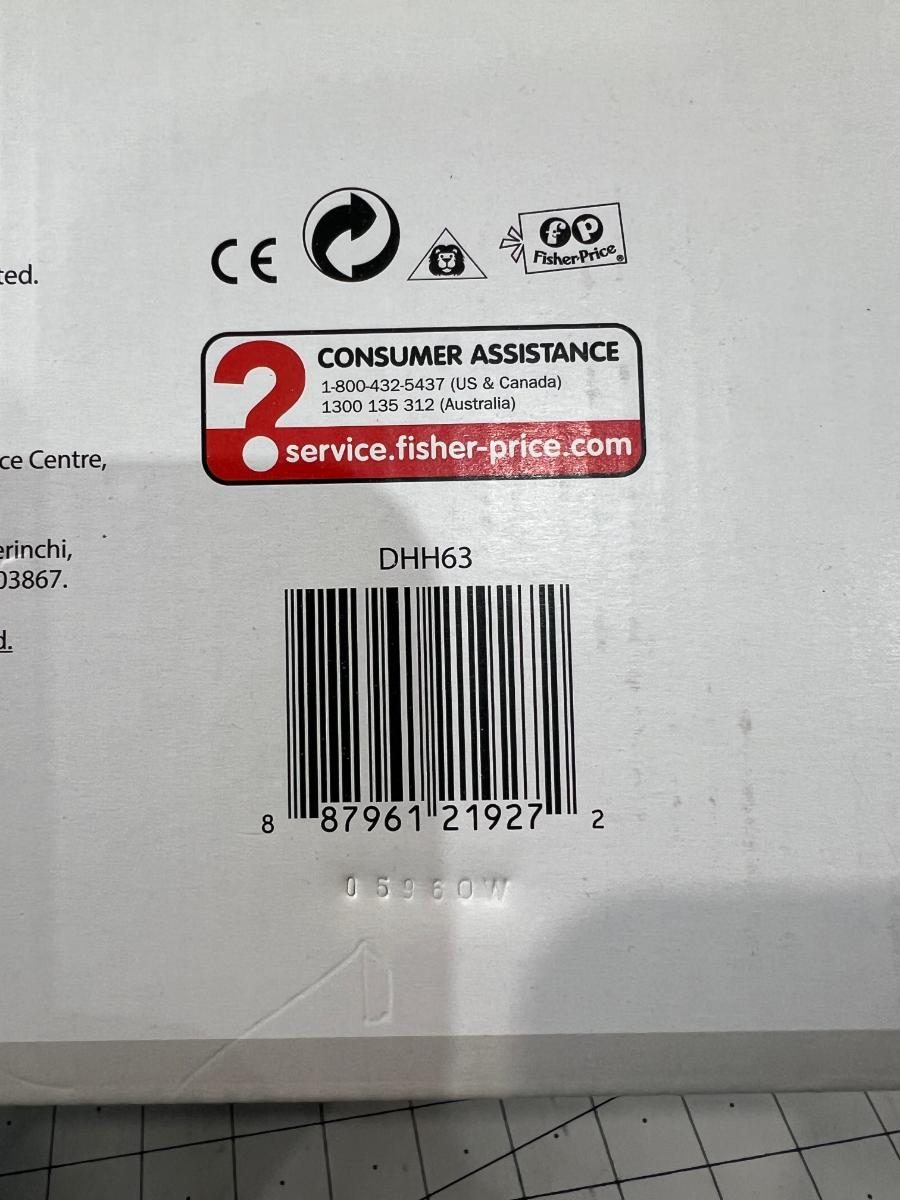 CE
fp
Fisher-Price®
ted.
CONSUMER ASSISTANCE
1-800-432-5437 (US & Canada)
1300 135 312 (Australia)
?
service.fisher-price.com
ce Centre,
erinchi,
03867.
d.
DHH63
8 87961 21927 2
05960W